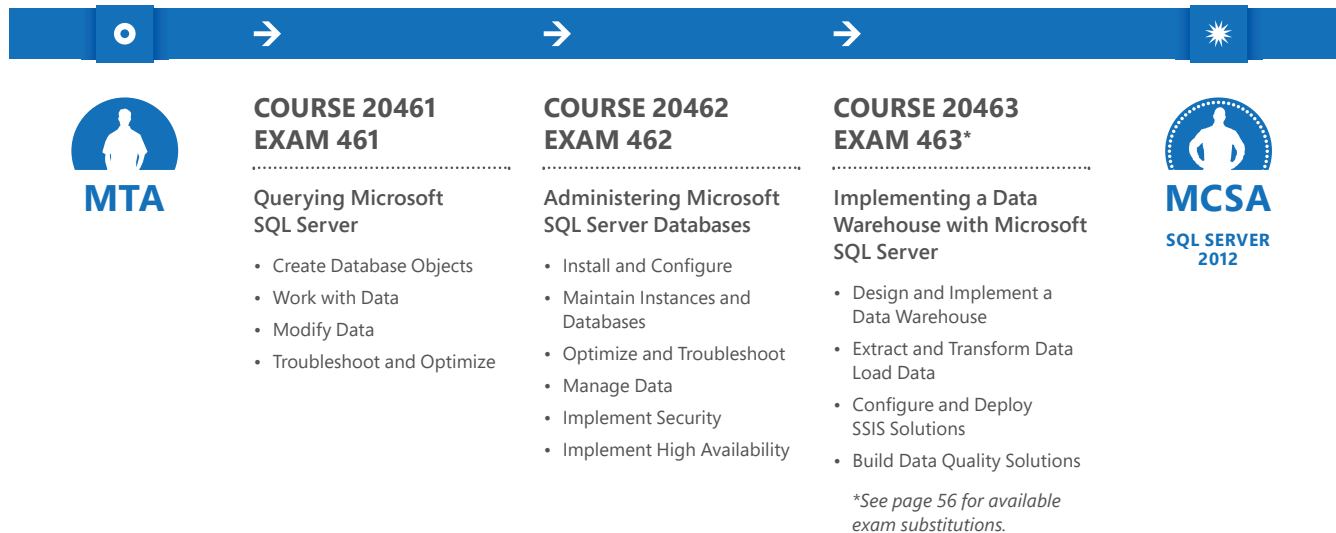 MTA
COURSE 20461
EXAM 461
Querying Microsoft
SQL Server
• Create Database Objects
• Work with Data
• Modify Data
• Troubleshoot and Optimize
COURSE 20462
EXAM 462
Administering Microsoft
SQL Server Databases
• Install and Configure
• Maintain Instances and
Databases
• Optimize and Troubleshoot
• Manage Data
• Implement Security
• Implement High Availability
COURSE 20463
EXAM 463*
Implementing a Data
Warehouse with Microsoft
SQL Server
• Design and Implement a
Data Warehouse
• Extract and Transform Data
Load Data
• Configure and Deploy
SSIS Solutions
• Build Data Quality Solutions
*See page 56 for available
exam substitutions.
MCSA
SQL SERVER
2012